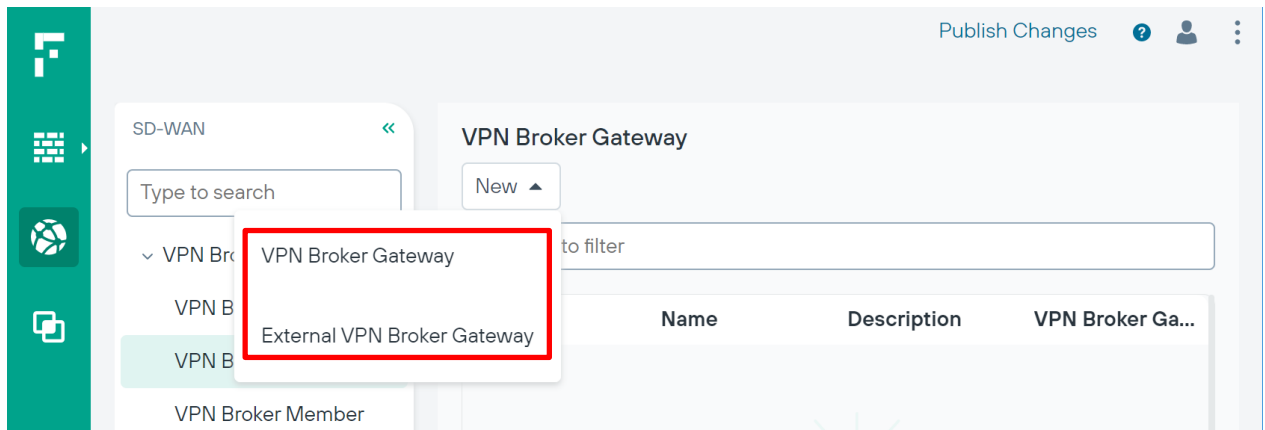 Publish Changes ?
SD-WAN
VPN Broker Gateway
Type to search
New
VPN Broker Gateway
to filter
External VPN Broker Gateway
VPN
VPN
VPN
VPN Broker Member
Name Description VPN Broker Ga...